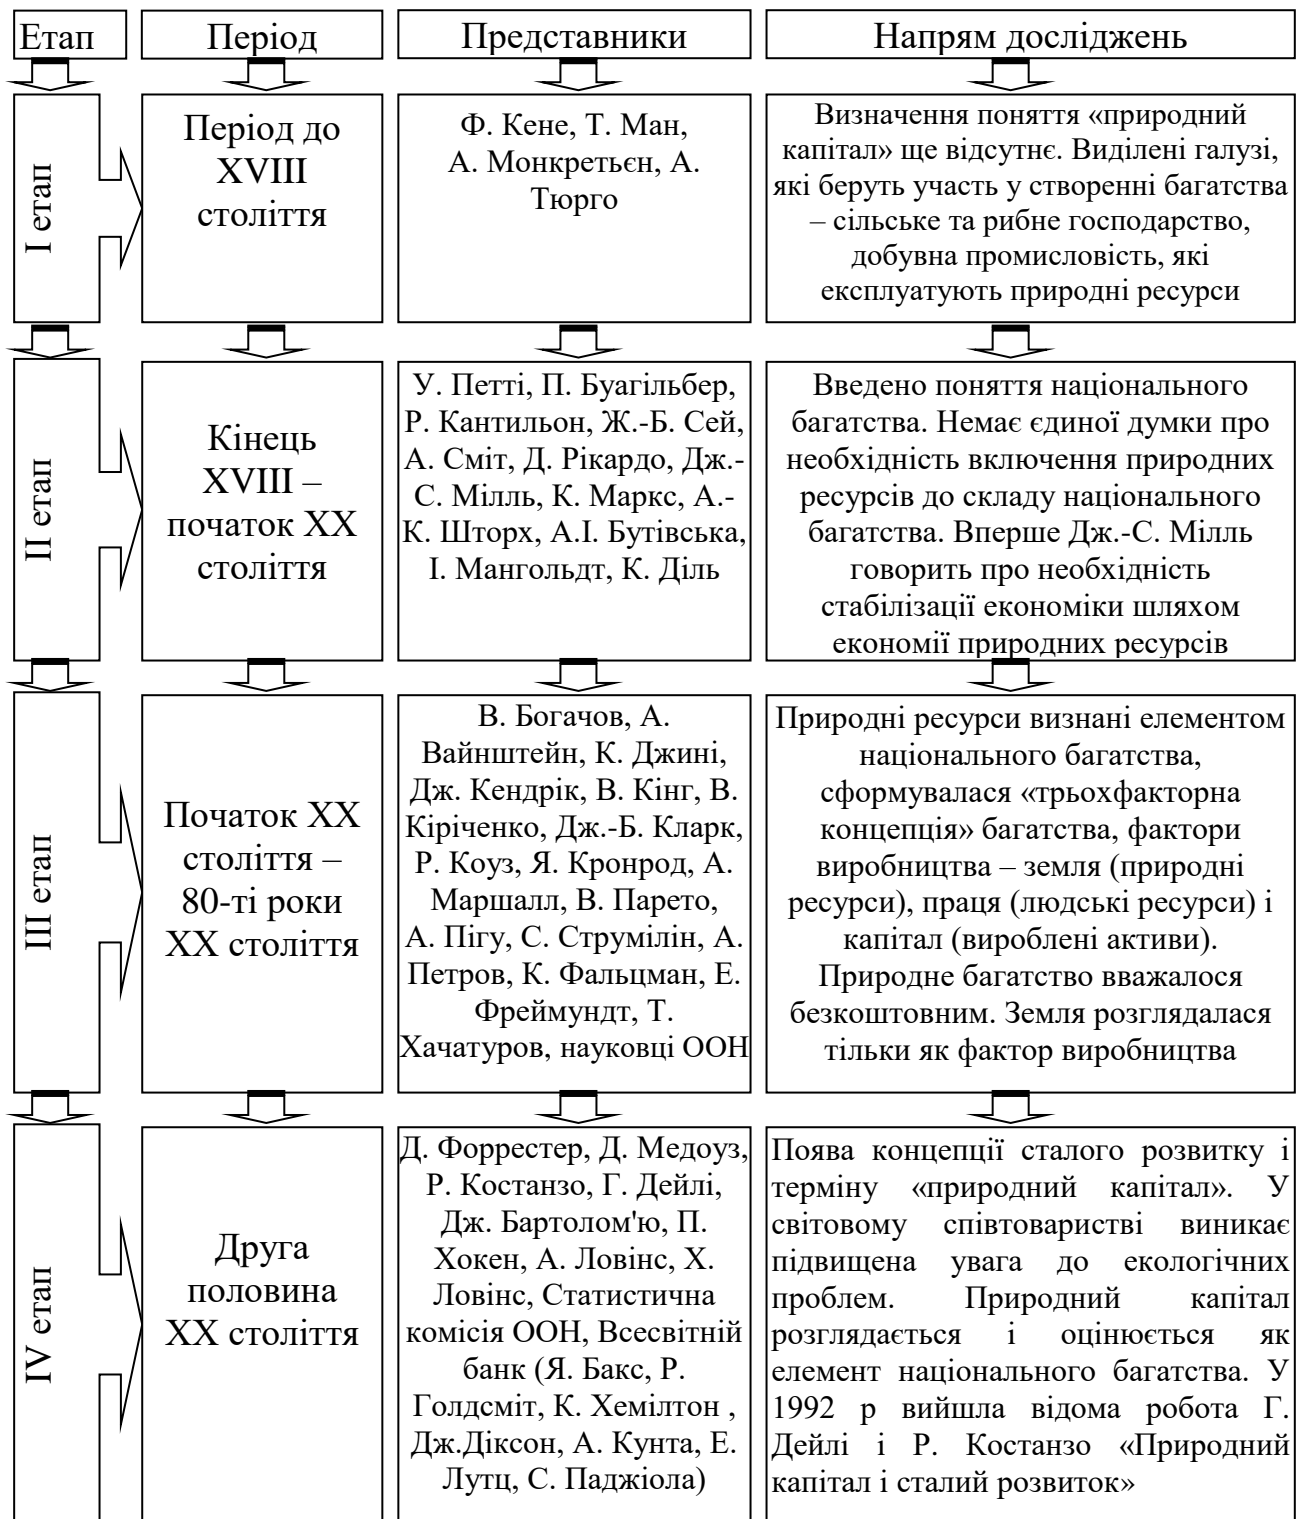 Етап
Період
Представники
Напрям досліджень
І етап
Період до
XVIII
століття
Ф. Кене, Т. Ман,
А. Монкретьєн, А.
Тюрго
Визначення поняття «природний
капітал» ще відсутнє. Виділені галузі,
які беруть участь у створенні багатства
– сільське та рибне господарство,
добувна промисловість, які
експлуатують природні ресурси
ІІ етап
Кінець
XVIII –
початок ХХ
століття
У. Петті, П. Буагільбер,
Р. Кантильон, Ж.-Б. Сей,
А. Сміт, Д. Рікардо, Дж.-
С. Мілль, К. Маркс, А.-
К. Шторх, А.І. Бутівська,
І. Мангольдт, К. Діль
Введено поняття національного
багатства. Немає єдиної думки про
необхідність включення природних
ресурсів до складу національного
багатства. Вперше Дж.-С. Мілль
говорить про необхідність
стабілізації економіки шляхом
економії природних ресурсів
ІІІ етап
Початок ХХ
століття –
80-ті роки
ХХ століття
В. Богачов, А.
Вайнштейн, К. Джині,
Дж. Кендрік, В. Кінг, В.
Кіріченко, Дж.-Б. Кларк,
Р. Коуз, Я. Кронрод, А.
Маршалл, В. Парето,
А. Пігу, С. Струмілін, А.
Петров, К. Фальцман, Е.
Фреймундт, Т.
Хачатуров, науковці ООН
Природні ресурси визнані елементом
національного багатства,
сформувалася «трьохфакторна
концепція» багатства, фактори
виробництва – земля (природні
ресурси), праця (людські ресурси) і
капітал (вироблені активи).
Природне багатство вважалося
безкоштовним. Земля розглядалася
тільки як фактор виробництва
IV етап
Друга
половина
ХХ століття
Д. Форрестер, Д. Медоуз,
Р. Костанзо, Г. Дейлі,
Дж. Бартолом'ю, П.
Хокен, А. Ловінс, Х.
Ловінс, Статистична
комісія ООН, Всесвітній
банк (Я. Бакс, Р.
Голдсміт, К. Хемілтон ,
Дж.Діксон, А. Кунта, Е.
Лутц, С. Паджіола)
Поява концепції сталого розвитку і
терміну «природний капітал». У
світовому співтоваристві виникає
підвищена увага до екологічних
проблем. Природний капітал
розглядається і оцінюється як
елемент національного багатства. У
1992 р вийшла відома робота Г.
Дейлі і Р. Костанзо «Природний
капітал і сталий розвиток»